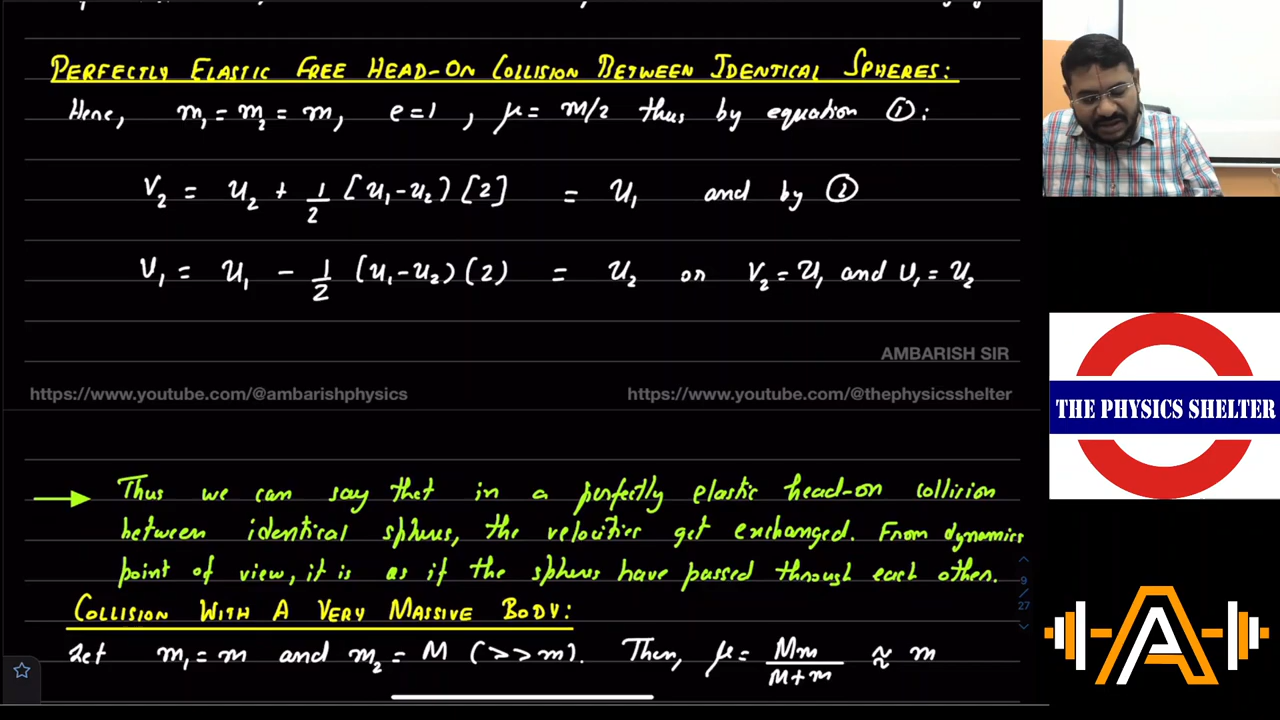 PERFECTLY ELASTIC FREE HEAD-ON COLLISION BETWEEN IDENTICAL SPHERES:
Here, m₁ = m₂ = m, e=1, μ = m/2 thus by equation ①:
V₂ = u₂ + 1/2 [u₁-u₂) [2] = u₁ and by ②
V₁ = u₁ - 1/2 (u₁-u₂)(2) = u₂ or V₂ = u₁ and V₁ = u₂
AMBARISH SIR
https://www.youtube.com/@ambarishphysics https://www.youtube.com/@thephysicsshelter
THE PHYSICS SHELTER
Thus we can say that in a perfectly elastic head-on collision
between identical spheres, the velocities get exchanged. From dynamics
point of view, it is as if the spheres have passed through each other.
9
/
27
COLLISION WITH A VERY MASSIVE BODY:
Let m₁ = m and m₂ = M (>>m). Then, μ = Mm/M+m ≈ m